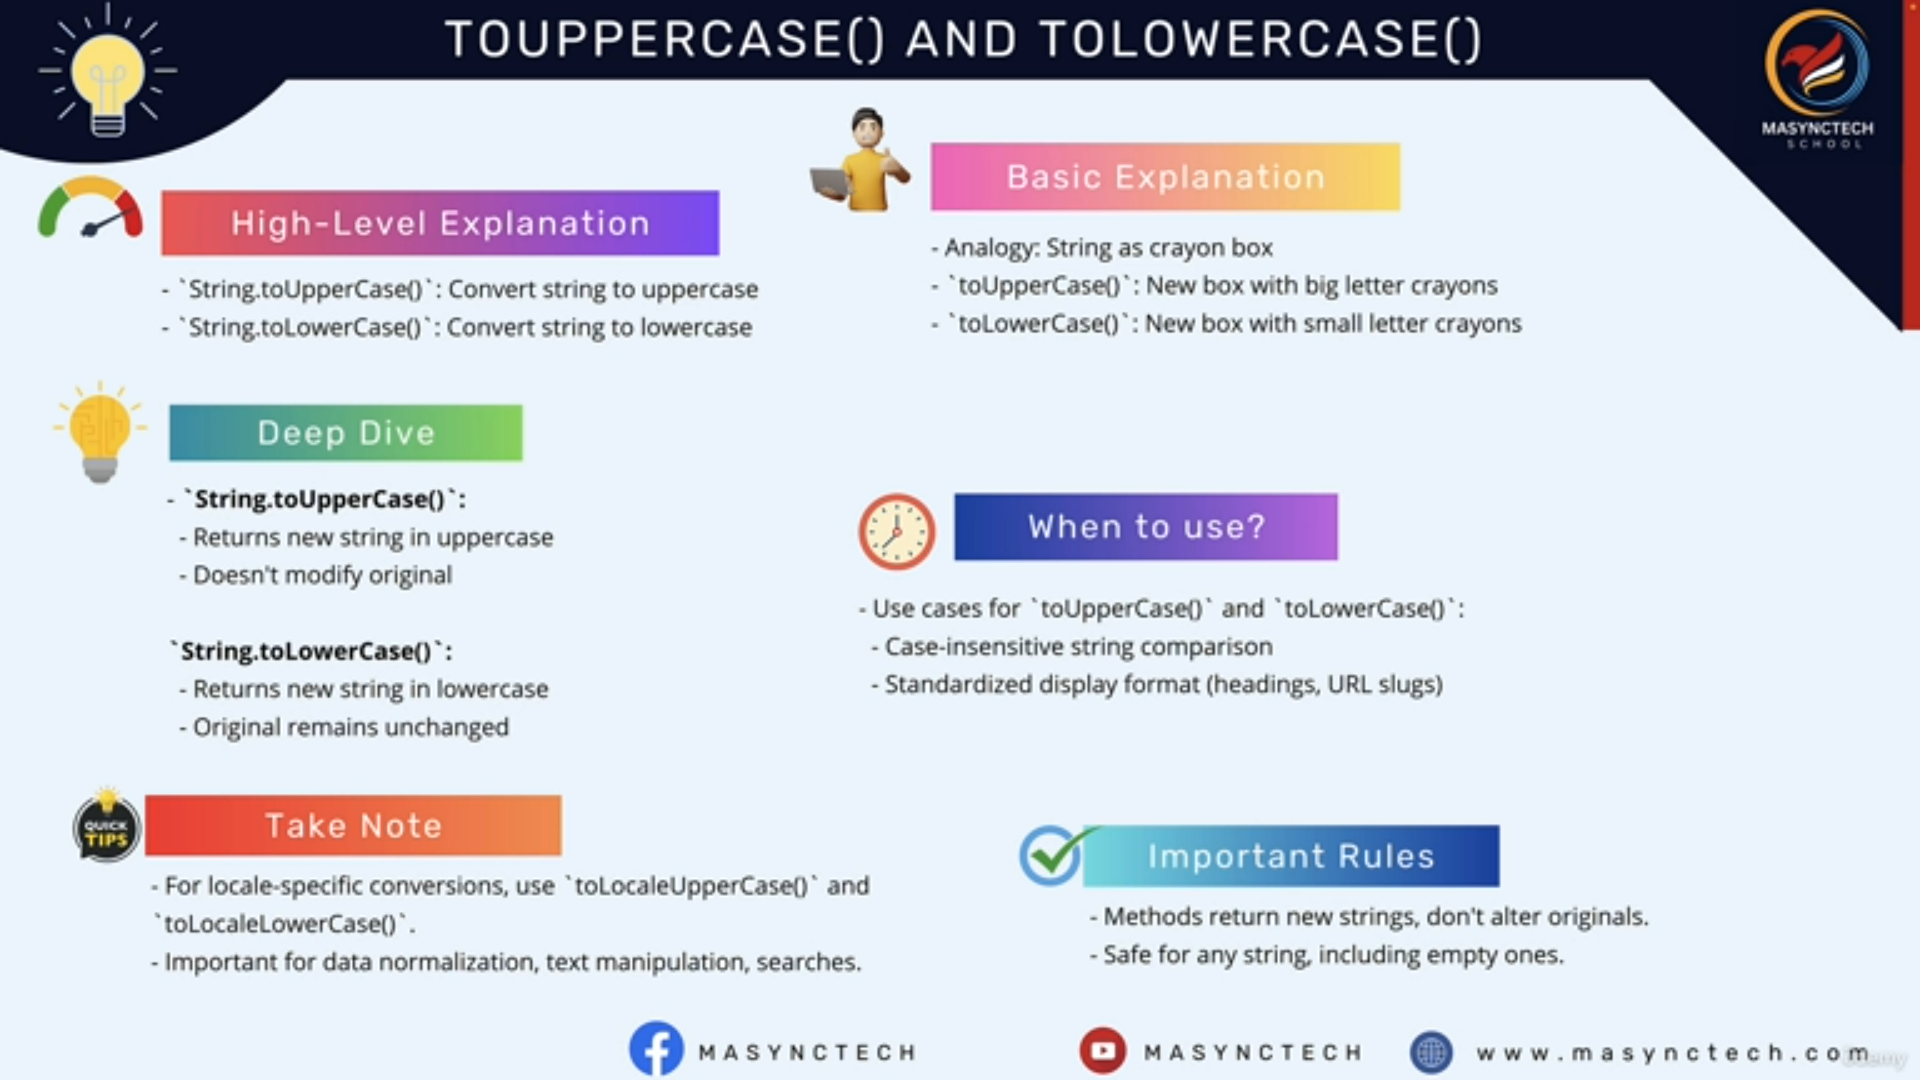 TOUPPERCASE() AND TOLOWERCASE()
MASYNCTECH
SCHOOL
High-Level Explanation
- `String.toUpperCase()`: Convert string to uppercase
- `String.toLowerCase()`: Convert string to lowercase
Basic Explanation
- Analogy: String as crayon box
- `toUpperCase()`: New box with big letter crayons
- `toLowerCase()`: New box with small letter crayons
Deep Dive
- `String.toUpperCase()`:
- Returns new string in uppercase
- Doesn't modify original
`String.toLowerCase()`:
- Returns new string in lowercase
- Original remains unchanged
When to use?
- Use cases for `toUpperCase()` and `toLowerCase()`:
- Case-insensitive string comparison
- Standardized display format (headings, URL slugs)
QUICK
TIPS
Take Note
- For locale-specific conversions, use `toLocaleUpperCase()` and
`toLocaleLowerCase()`.
- Important for data normalization, text manipulation, searches.
Important Rules
- Methods return new strings, don't alter originals.
- Safe for any string, including empty ones.
MASYNCTECH
MASYNCTECH
www.masynctech.com
Udemy